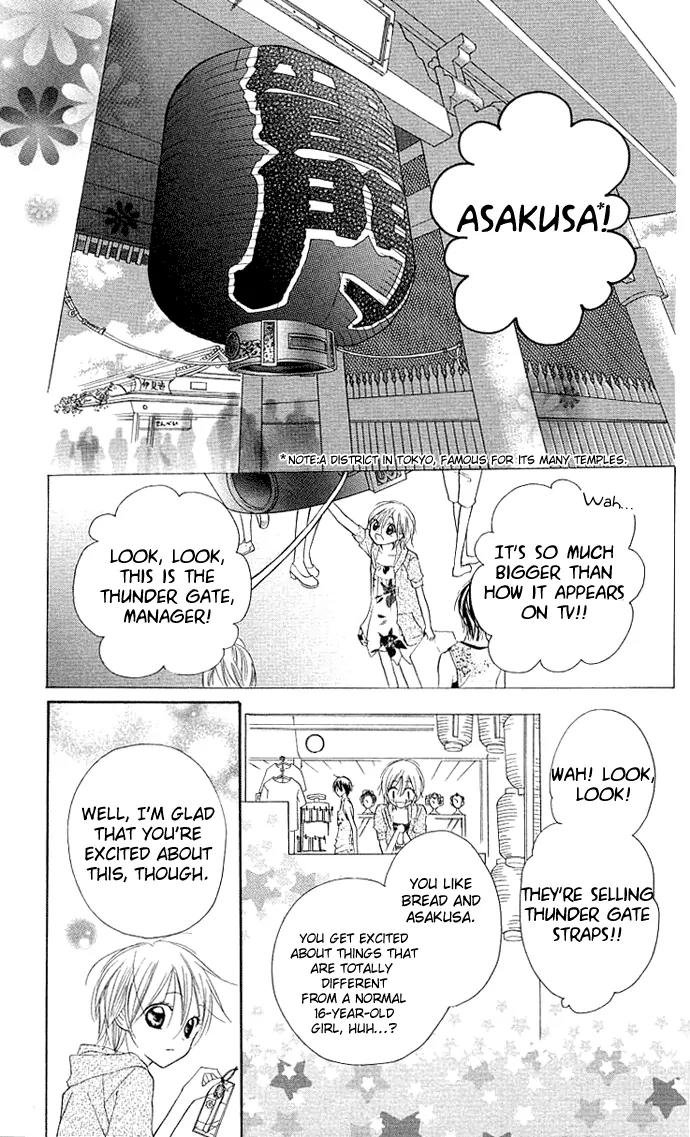 ASAKUSA*!
*NOTE:A DISTRICT IN TOKYO, FAMOUS FOR ITS MANY TEMPLES.
Wah...
IT'S SO MUCH
BIGGER THAN
HOW IT APPEARS
ON TV!!
LOOK, LOOK,
THIS IS THE
THUNDER GATE,
MANAGER!
WAH! LOOK,
LOOK!
THEY'RE SELLING
THUNDER GATE
STRAPS!!
YOU LIKE
BREAD AND
ASAKUSA.
YOU GET EXCITED
ABOUT THINGS THAT
ARE TOTALLY
DIFFERENT
FROM A NORMAL
16-YEAR-OLD
GIRL, HUH...?
WELL, I'M GLAD
THAT YOU'RE
EXCITED ABOUT
THIS, THOUGH.